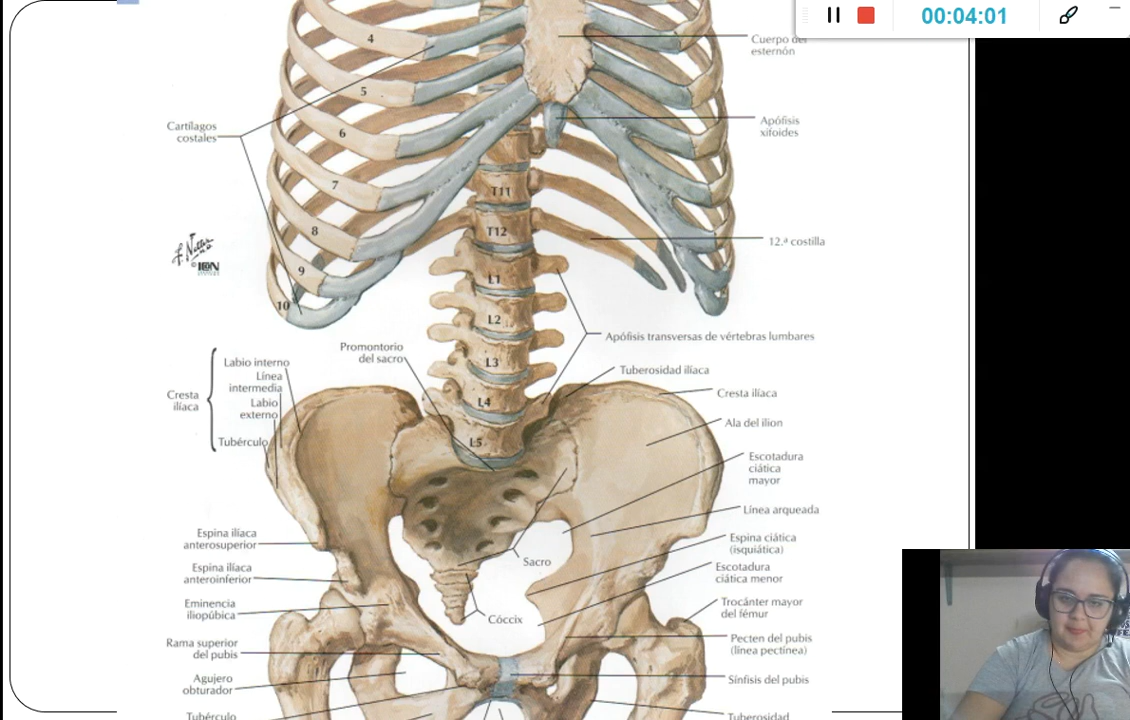 00:04:01
4
Cuerpo del
esternón
5
Cartílagos
costales
6
Apófisis
xifoides
7
T11
8
T12
12.ª costilla
9
L1
10
L2
Apófisis transversas de vértebras lumbares
Promontorio
del sacro
L3
Labio interno
Línea
intermedia
Labio
externo
Tubérculo
Cresta
ilíaca
L4
L5
Tuberosidad ilíaca
Cresta ilíaca
Ala del ilion
Escotadura
ciática
mayor
Línea arqueada
Espina ilíaca
anterosuperior
Espina ciática
(isquiática)
Sacro
Espina ilíaca
anteroinferior
Escotadura
ciática menor
Eminencia
iliopúbica
Cóccix
Trocánter mayor
del fémur
Rama superior
del pubis
Pecten del pubis
(línea pectínea)
Agujero
obturador
Sínfisis del pubis
Tubérculo
Tuberosidad